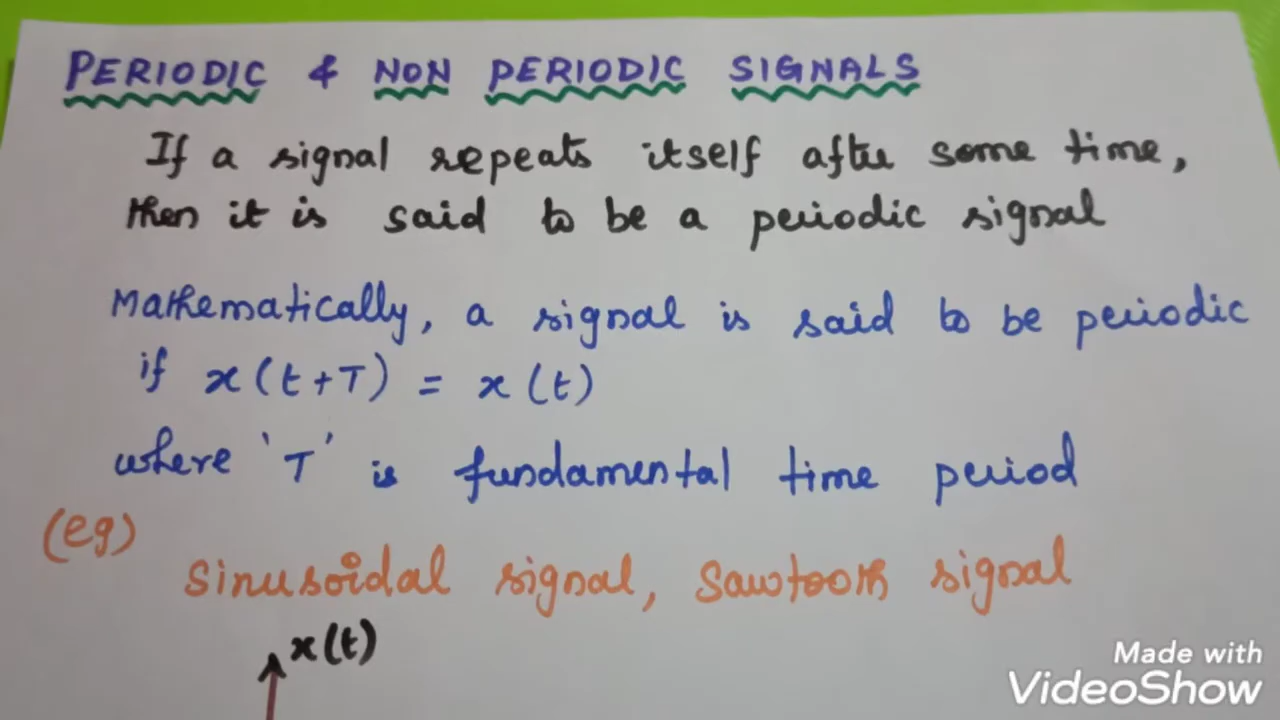 PERIODIC & NON PERIODIC SIGNALS
If a signal repeats itself after some time,
then it is said to be a periodic signal
Mathematically, a signal is said to be periodic
if x(t+T) = x(t)
where 'T' is fundamental time period
(eg)
Sinusoidal signal, Sawtooth signal
x(t)
Made with
VideoShow